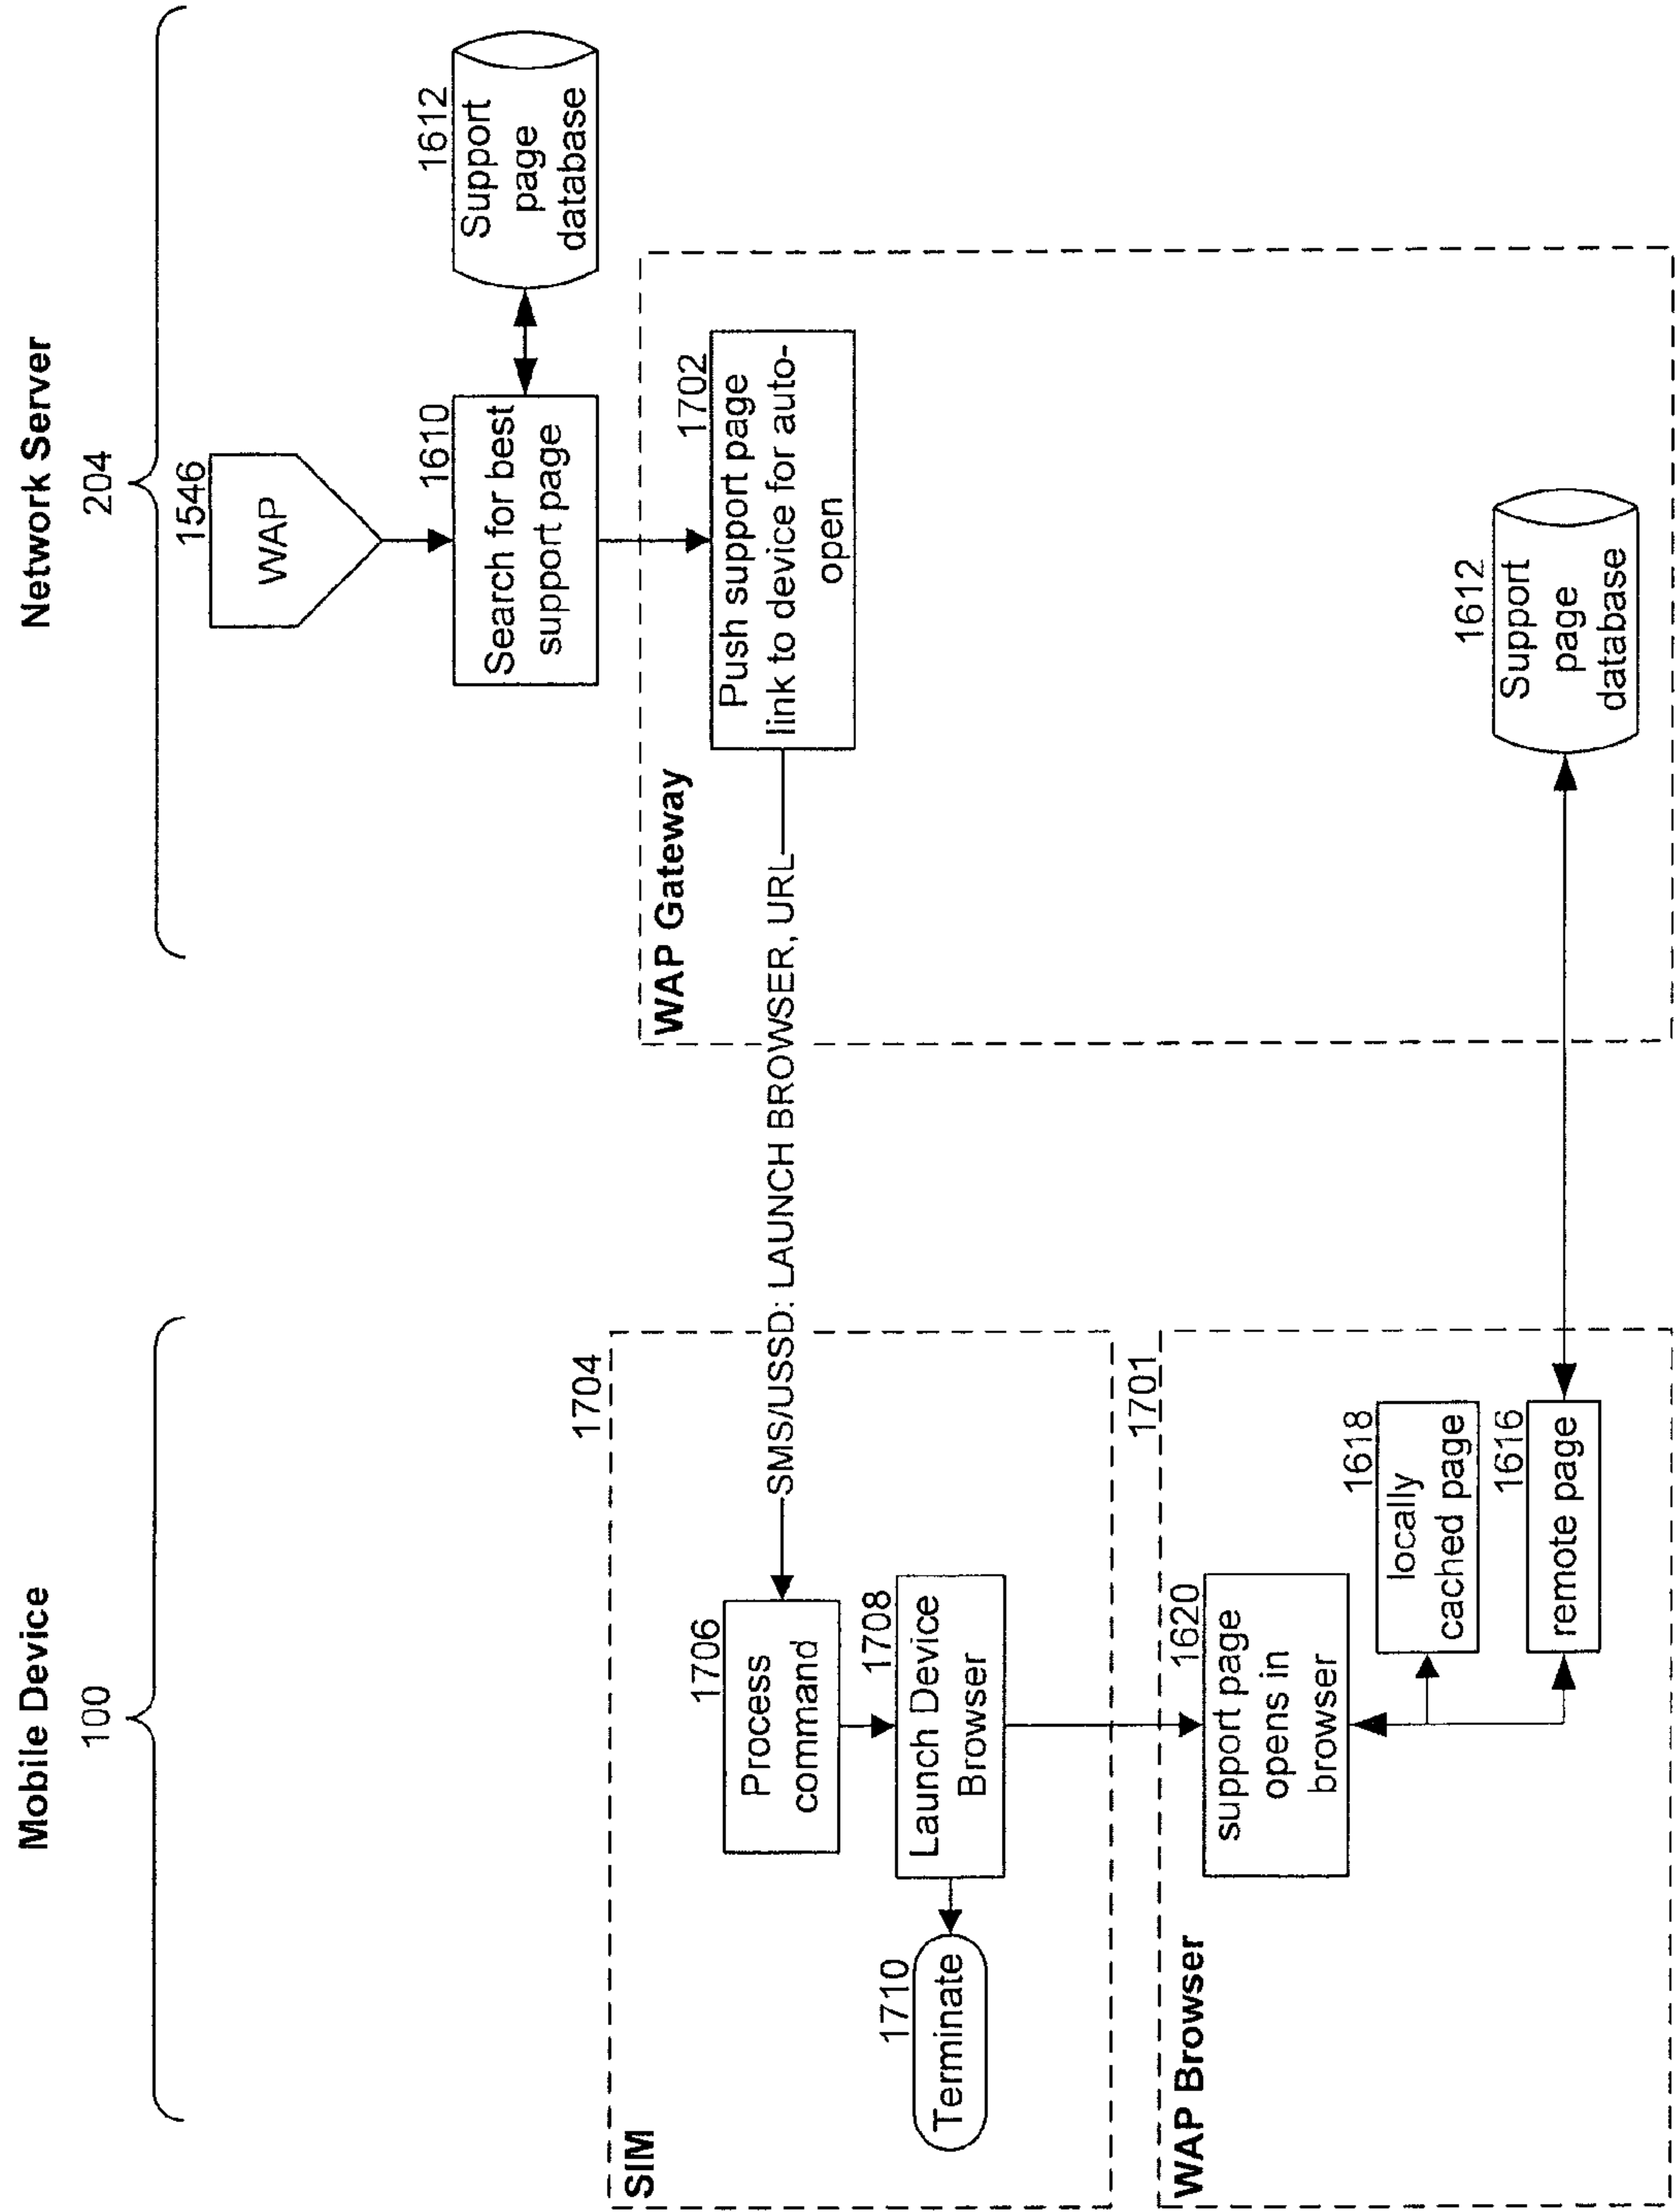 Mobile Device
100
Network Server
204
1546
WAP
1610
Search for best
support page
1612
Support
page
database
WAP Gateway
1702
Push support page
link to device for auto-
open
SMS/USSD: LAUNCH BROWSER, URL
1704
SIM
1706
Process
command
1708
Launch Device
Browser
1710
Terminate
1701
WAP Browser
1620
support page
opens in
browser
1618
locally
cached page
1616
remote page
1612
Support
page
database